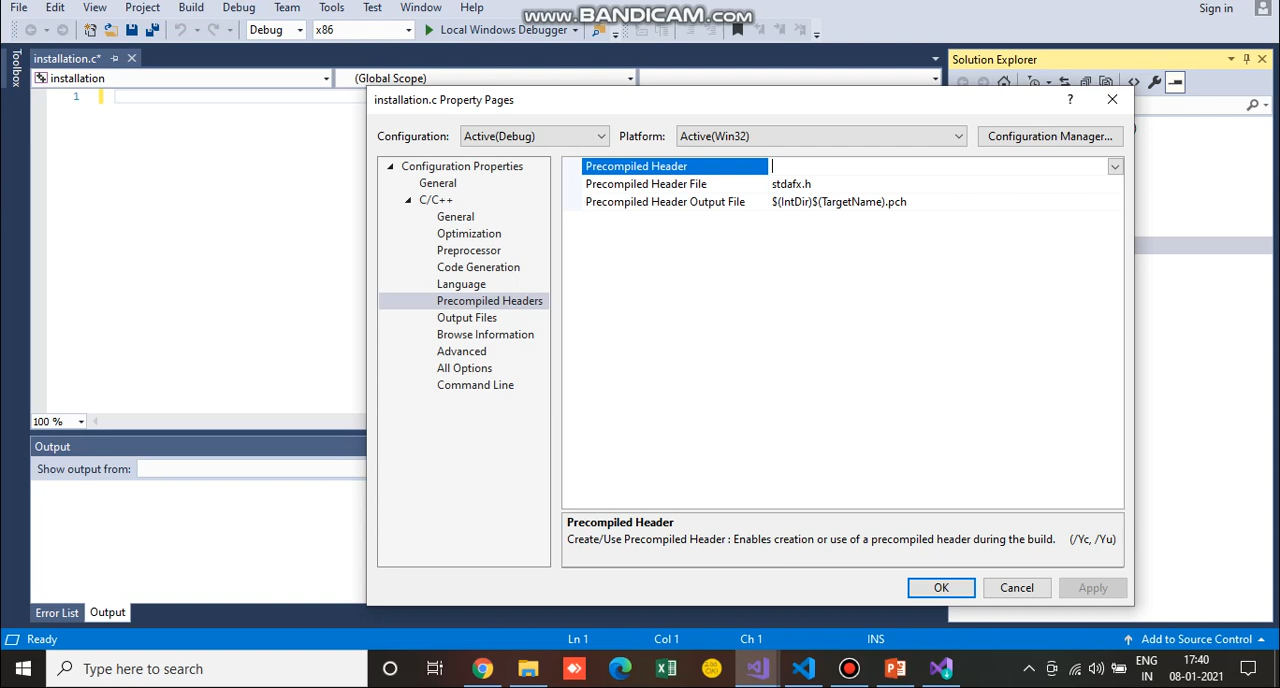 File Edit View Project Build Debug Team Tools Test Window Help
www.BANDICAM.com
Sign in
Debug x86 Local Windows Debugger
Toolbox
installation.c*
installation (Global Scope)
1
100 %
Output
Show output from:
Error List Output
Solution Explorer
installation.c Property Pages
Configuration: Active(Debug) Platform: Active(Win32) Configuration Manager...
Configuration Properties
General
C/C++
General
Optimization
Preprocessor
Code Generation
Language
Precompiled Headers
Output Files
Browse Information
Advanced
All Options
Command Line
Precompiled Header
Precompiled Header File stdafx.h
Precompiled Header Output File $(IntDir)$(TargetName).pch
Precompiled Header
Create/Use Precompiled Header : Enables creation or use of a precompiled header during the build. (/Yc, /Yu)
OK Cancel Apply
Ready Ln 1 Col 1 Ch 1 INS Add to Source Control
Type here to search
ENG
IN
17:40
08-01-2021